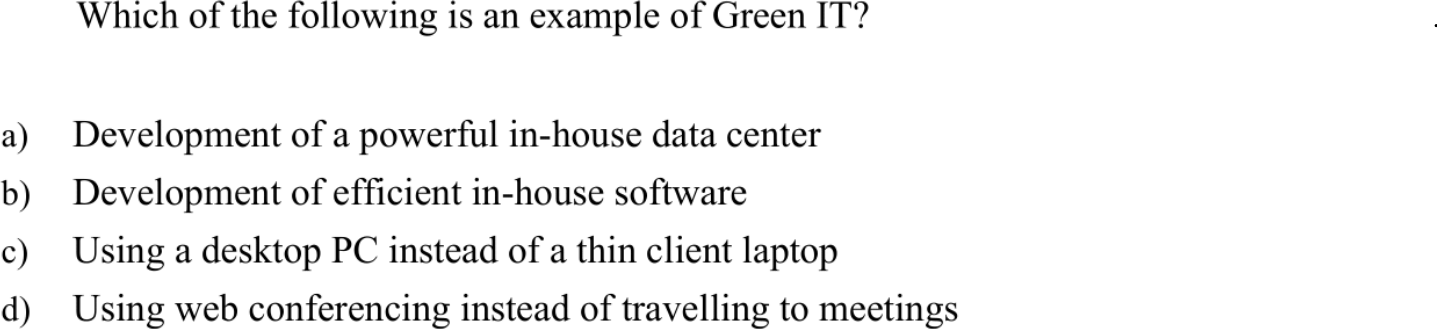 Which of the following is an example of Green IT?
a) Development of a powerful in-house data center
b) Development of efficient in-house software
c) Using a desktop PC instead of a thin client laptop
d) Using web conferencing instead of travelling to meetings